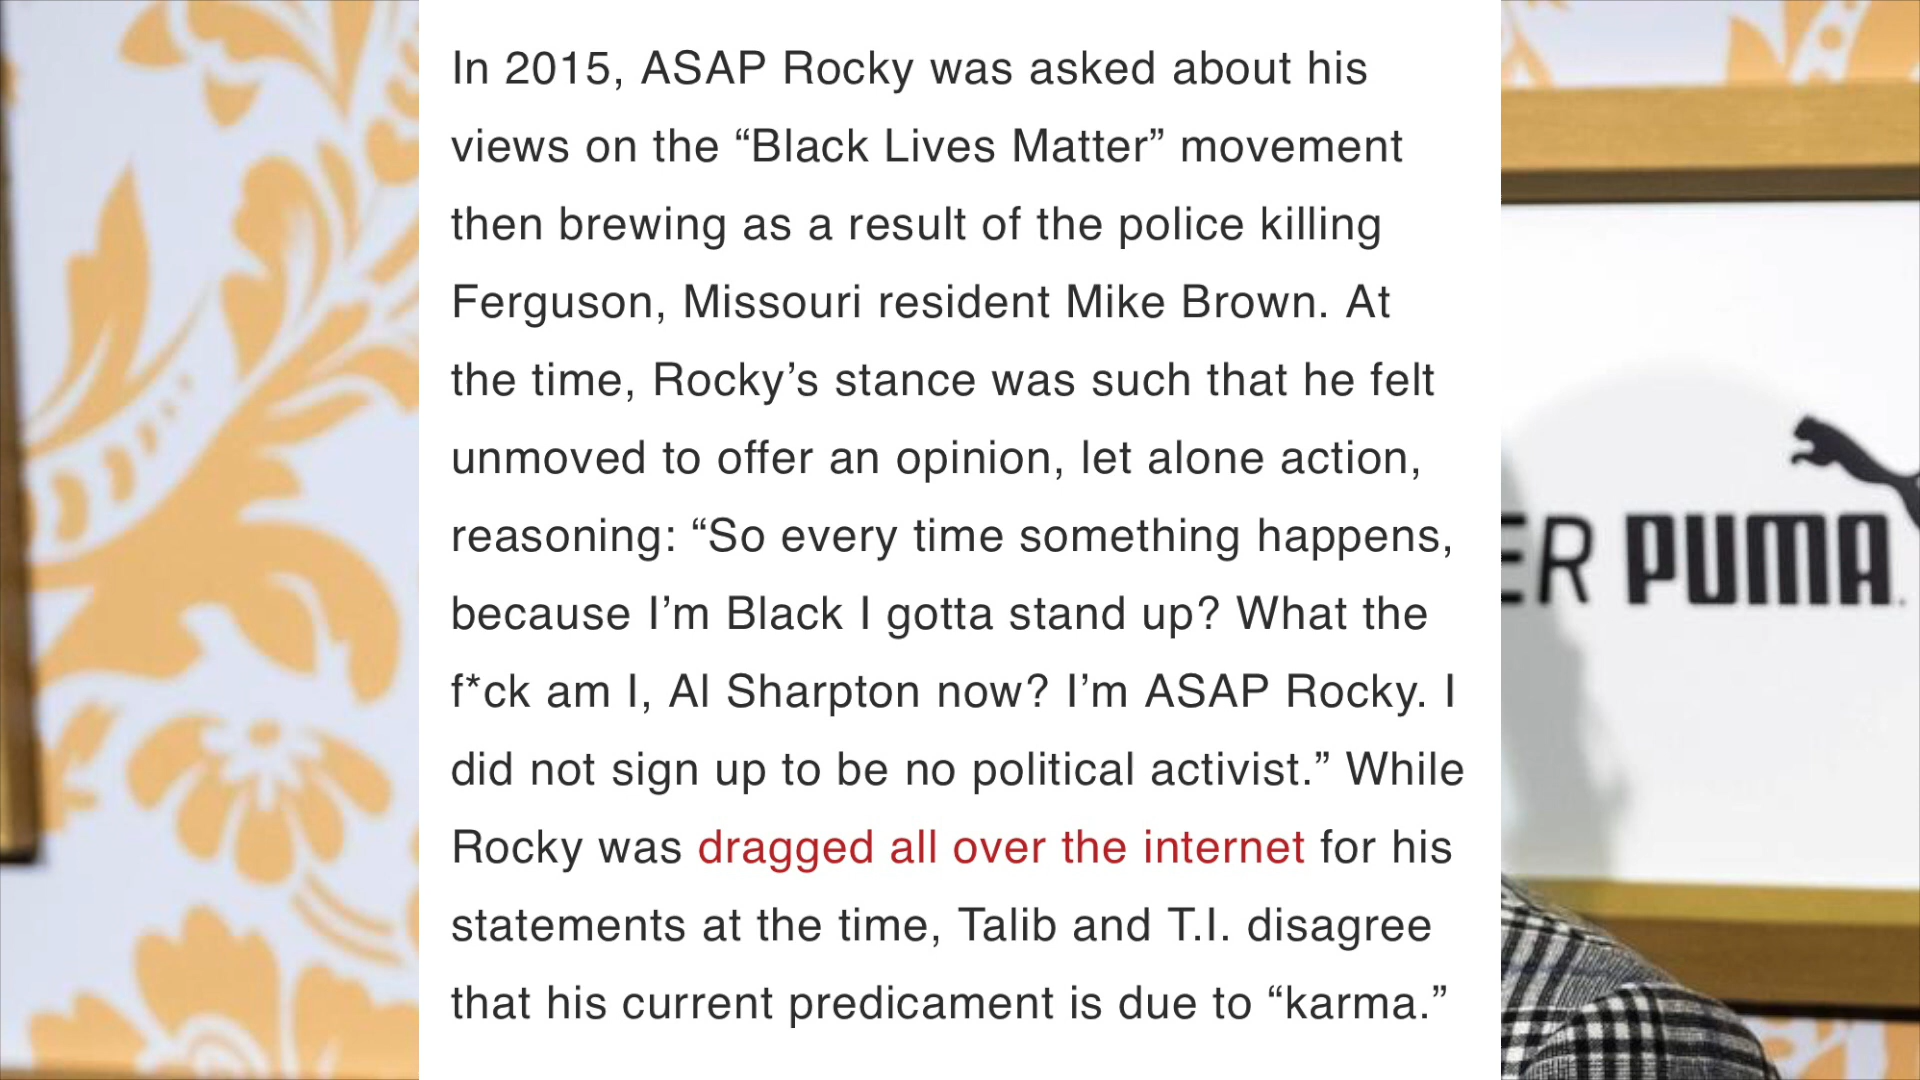 In 2015, ASAP Rocky was asked about his
views on the “Black Lives Matter” movement
then brewing as a result of the police killing
Ferguson, Missouri resident Mike Brown. At
the time, Rocky’s stance was such that he felt
unmoved to offer an opinion, let alone action,
reasoning: “So every time something happens,
because I’m Black I gotta stand up? What the
f*ck am I, Al Sharpton now? I’m ASAP Rocky. I
did not sign up to be no political activist.” While
Rocky was dragged all over the internet for his
statements at the time, Talib and T.I. disagree
that his current predicament is due to “karma.”
ER PUMA